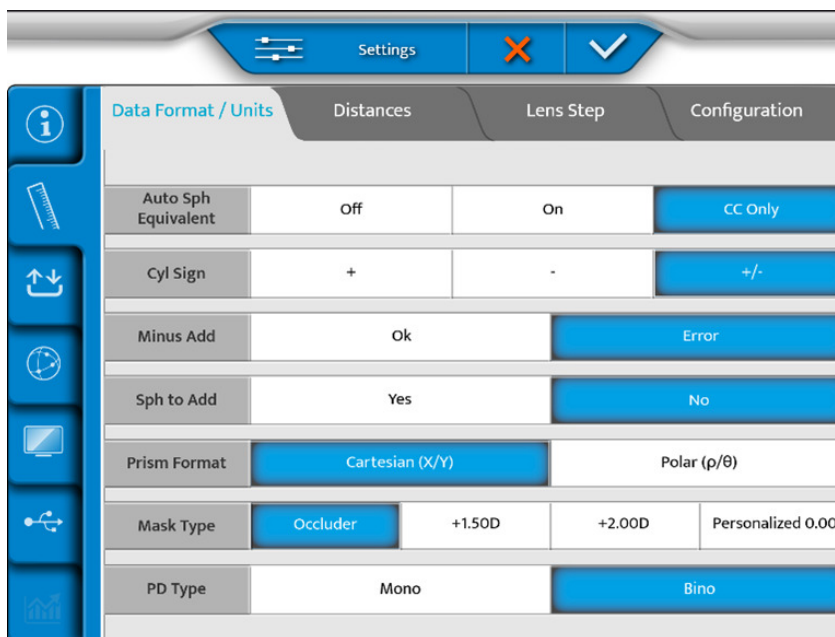 Settings
Data Format / Units
Distances
Lens Step
Configuration
Auto Sph
Equivalent
Off
On
CC Only
Cyl Sign
+
-
+/-
Minus Add
Ok
Error
Sph to Add
Yes
No
Prism Format
Cartesian (X/Y)
Polar (ρ/θ)
Mask Type
Occluder
+1.50D
+2.00D
Personalized 0.00
PD Type
Mono
Bino